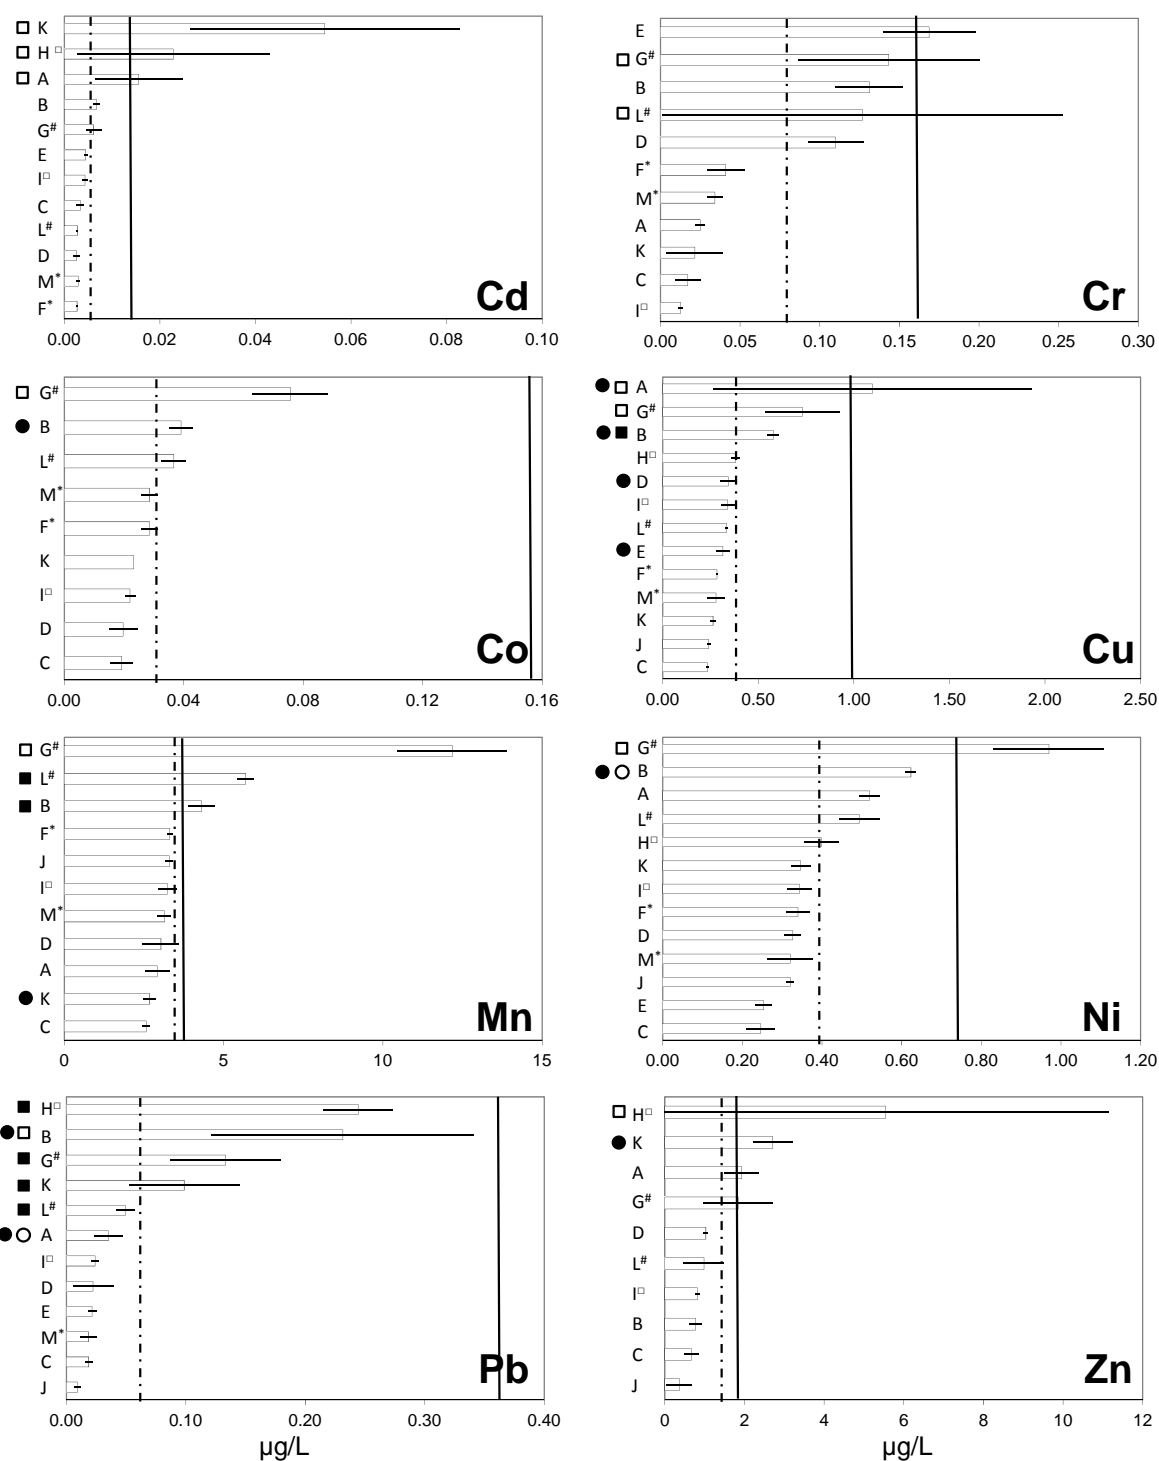 K
H□
A
B
G#
E
I□
C
L#
D
M*
F*
Cd
0.00 0.02 0.04 0.06 0.08 0.10
E
G#
B
L#
D
F*
M*
A
K
C
I□
Cr
0.00 0.05 0.10 0.15 0.20 0.25 0.30
G#
B
L#
M*
F*
K
I□
D
C
Co
0.00 0.04 0.08 0.12 0.16
A
G#
B
H□
D
I□
L#
E
F*
M*
K
J
C
Cu
0.00 0.50 1.00 1.50 2.00 2.50
G#
L#
B
F*
J
I□
M*
D
A
K
C
Mn
0 5 10 15
G#
B
A
L#
H□
K
I□
F*
D
M*
J
E
C
Ni
0.00 0.20 0.40 0.60 0.80 1.00 1.20
H□
B
G#
K
L#
A
I□
D
E
M*
C
J
Pb
0.00 0.10 0.20 0.30 0.40
µg/L
H□
K
A
G#
D
L#
I□
B
C
J
Zn
0 2 4 6 8 10 12
µg/L